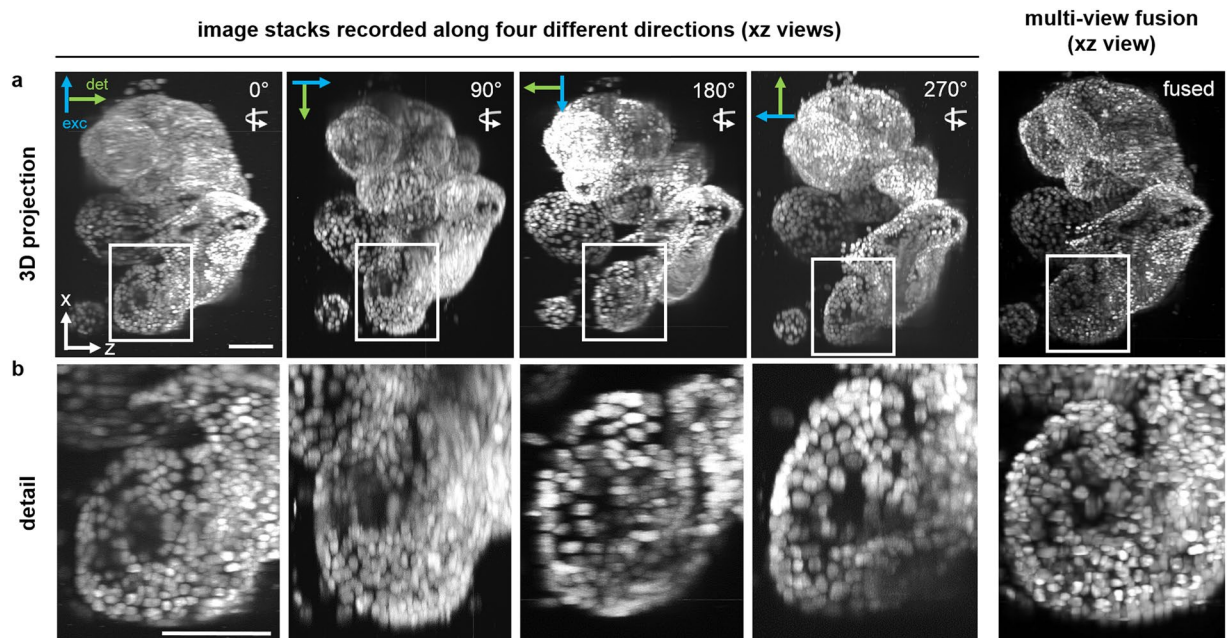 image stacks recorded along four different directions (xz views)
multi-view fusion
(xz view)
a
3D projection
det
exc
0°
90°
180°
270°
fused
X
Z
b
detail